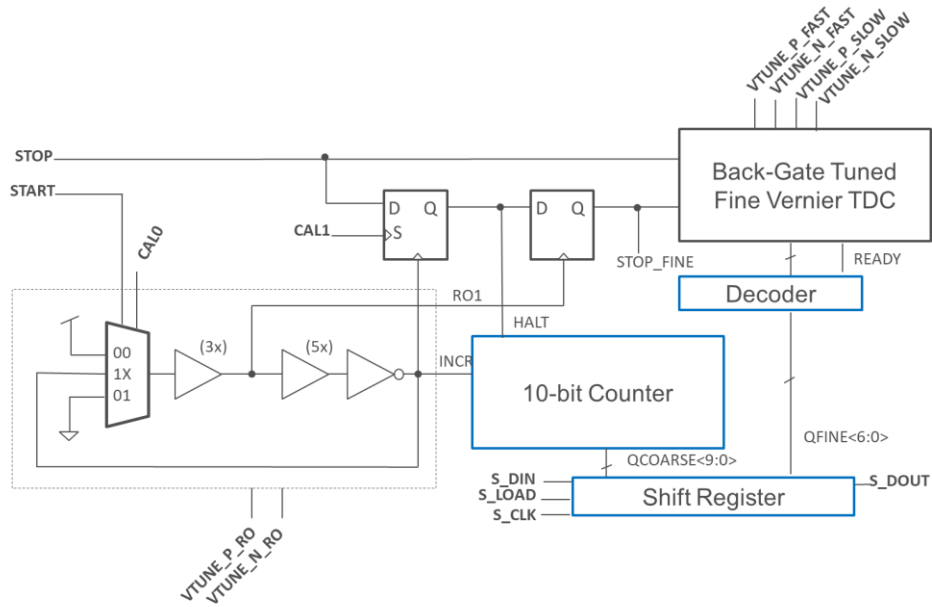 VTUNE_P_FAST
VTUNE_N_FAST
VTUNE_P_SLOW
VTUNE_N_SLOW
STOP
START
CAL0
CAL1
D Q
S
D Q
Back-Gate Tuned
Fine Vernier TDC
STOP_FINE
READY
Decoder
RO1
HALT
00
1X
01
(3x)
(5x)
INCR
10-bit Counter
QCOARSE<9:0>
QFINE<6:0>
S_DIN
S_LOAD
S_CLK
Shift Register
S_DOUT
VTUNE_P_RO
VTUNE_N_RO